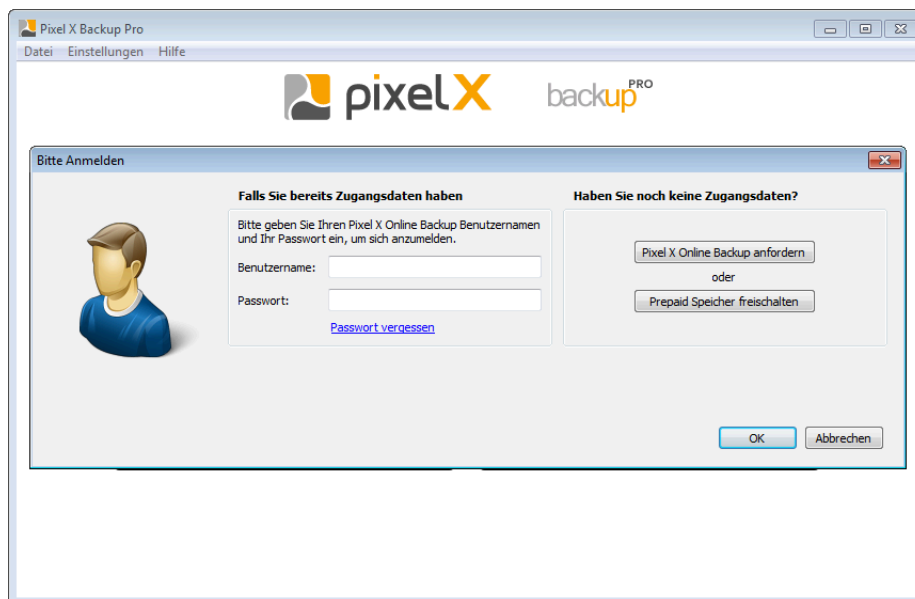 Pixel X Backup Pro
Datei Einstellungen Hilfe
pixelX backupPRO
Bitte Anmelden
Falls Sie bereits Zugangsdaten haben
Bitte geben Sie Ihren Pixel X Online Backup Benutzernamen
und Ihr Passwort ein, um sich anzumelden.
Benutzername:
Passwort:
Passwort vergessen
Haben Sie noch keine Zugangsdaten?
Pixel X Online Backup anfordern
oder
Prepaid Speicher freischalten
OK Abbrechen